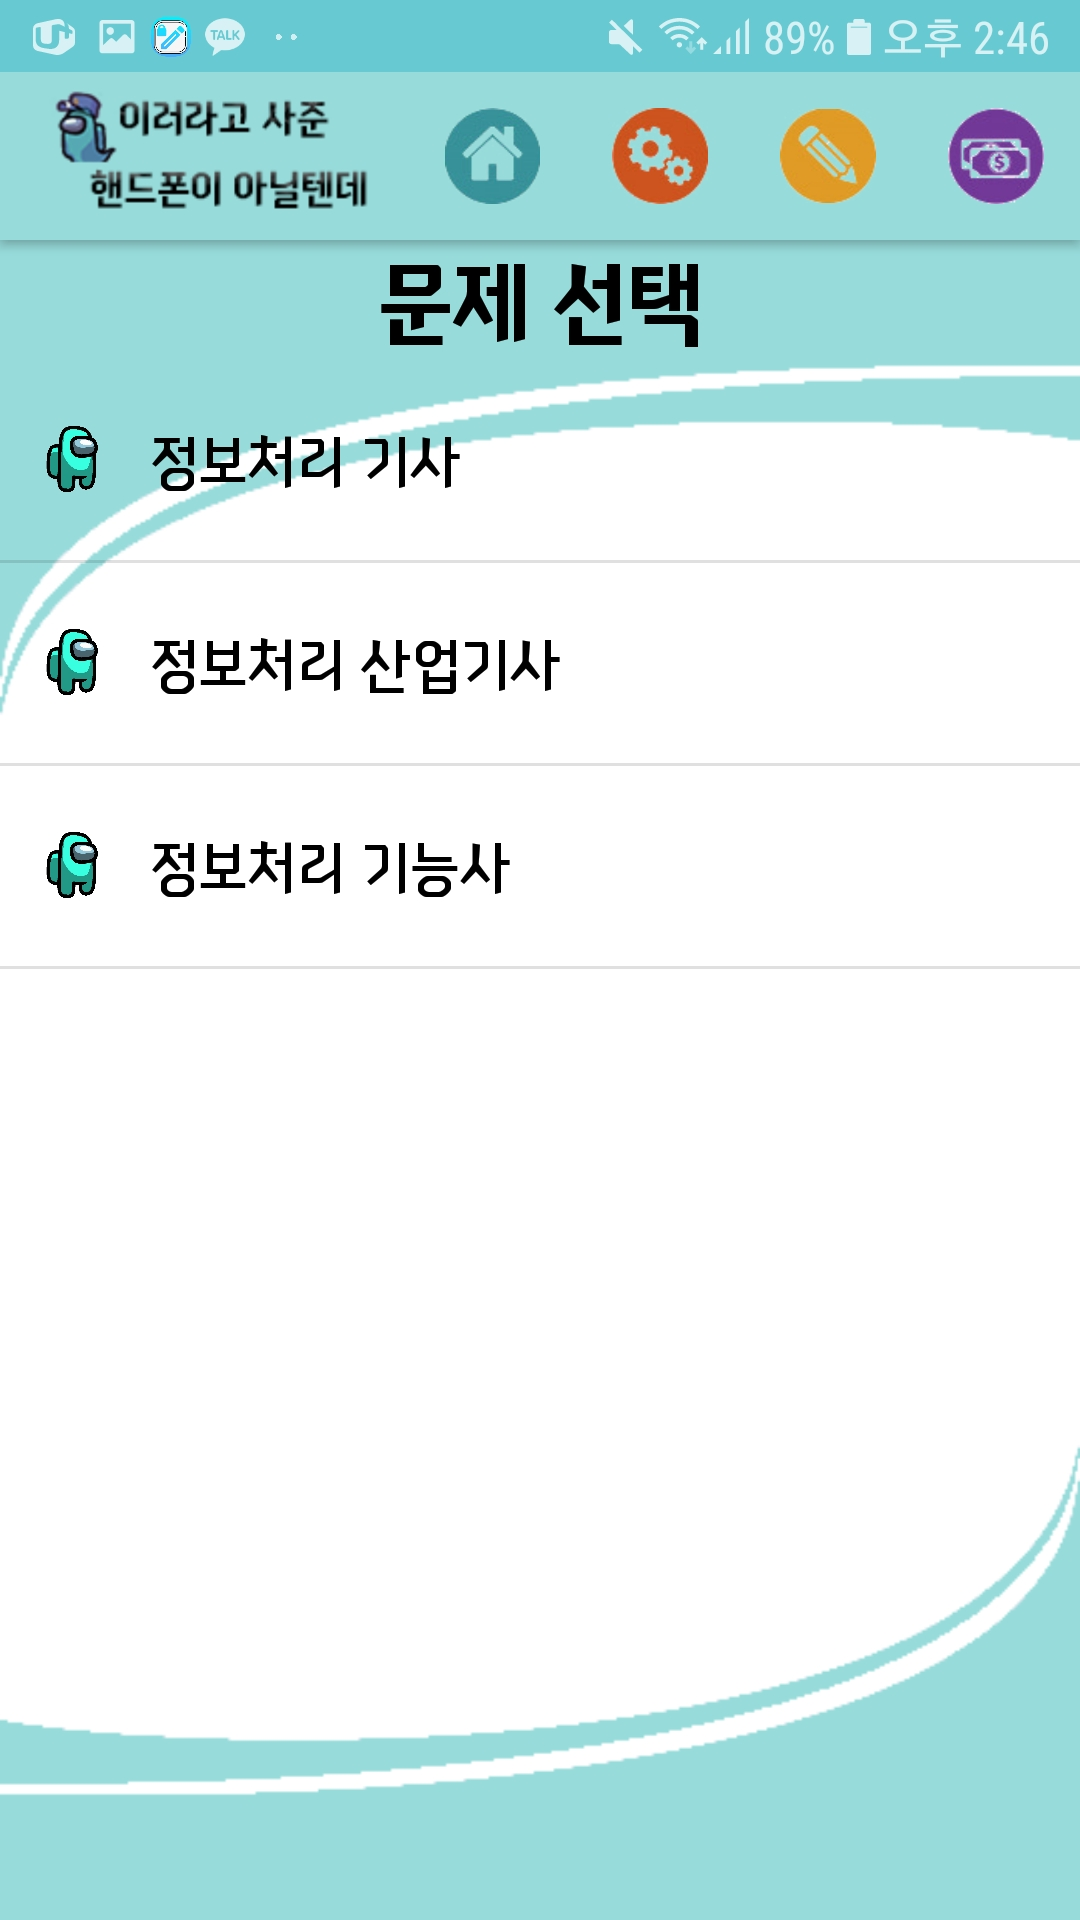 TALK 89% 오후 2:46
이러라고 사준
핸드폰이 아닐텐데
문제 선택
정보처리 기사
정보처리 산업기사
정보처리 기능사